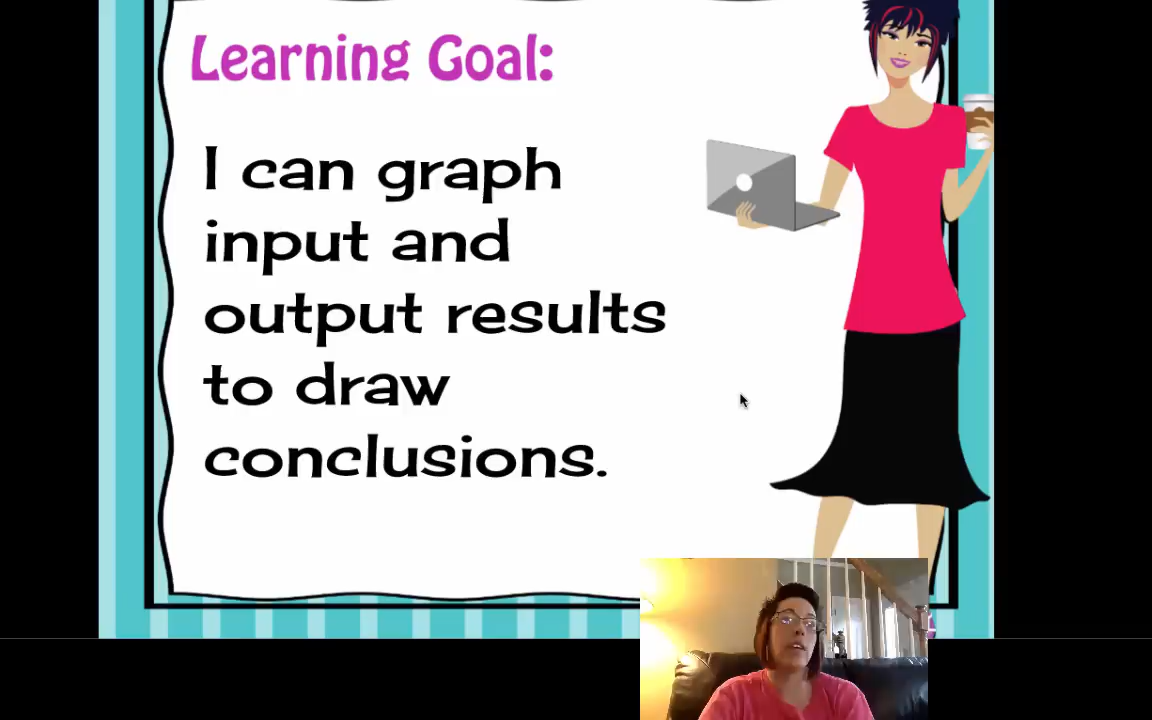 Learning Goal:
I can graph
input and
output results
to draw
conclusions.